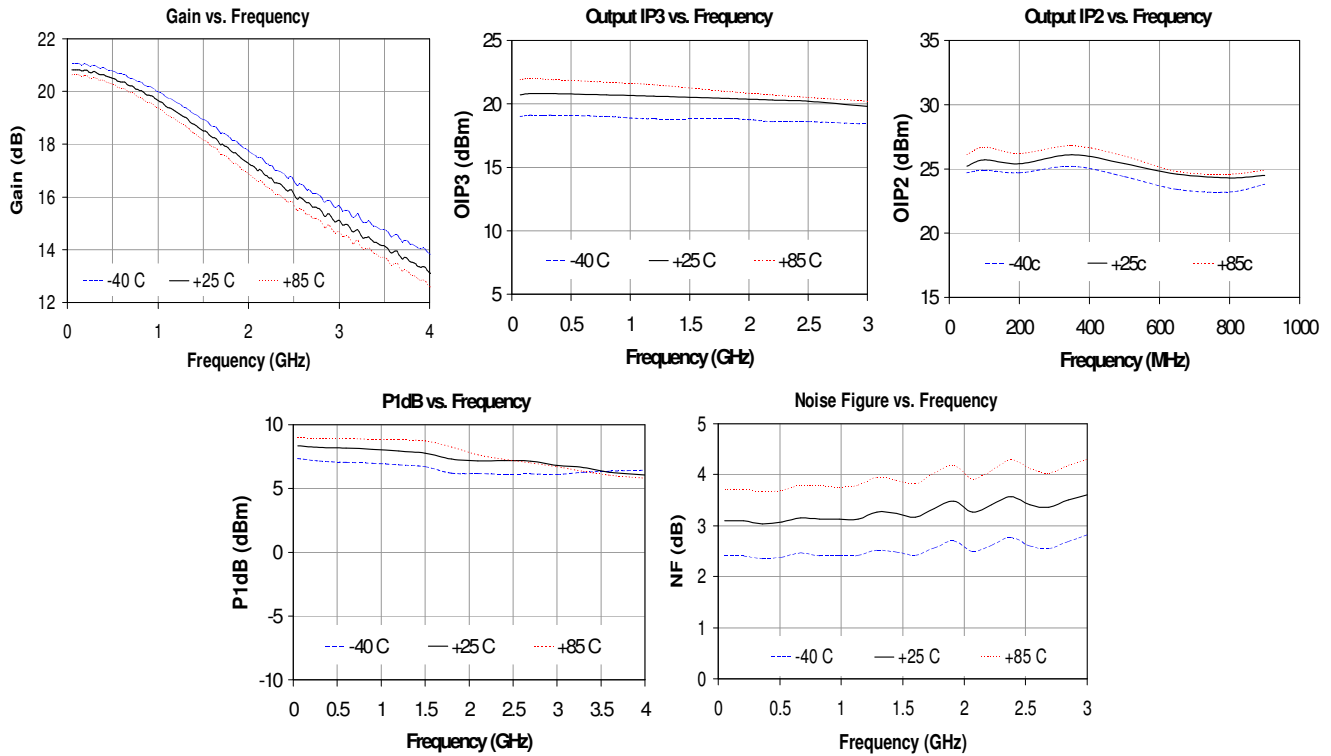 Gain vs. Frequency
22
20
18
16
14
12
Gain (dB)
-40 C
+25 C
+85 C
0
1
2
3
4
Frequency (GHz)
Output IP3 vs. Frequency
25
20
15
10
5
OIP3 (dBm)
-40 C
+25 C
+85 C
0
0.5
1
1.5
2
2.5
3
Frequency (GHz)
Output IP2 vs. Frequency
35
30
25
20
15
OIP2 (dBm)
-40c
+25c
+85c
0
200
400
600
800
1000
Frequency (MHz)
P1dB vs. Frequency
10
5
0
-5
-10
P1dB (dBm)
-40 C
+25 C
+85 C
0
0.5
1
1.5
2
2.5
3
3.5
4
Frequency (GHz)
Noise Figure vs. Frequency
5
4
3
2
1
0
NF (dB)
-40 C
+25 C
+85 C
0
0.5
1
1.5
2
2.5
3
Frequency (GHz)